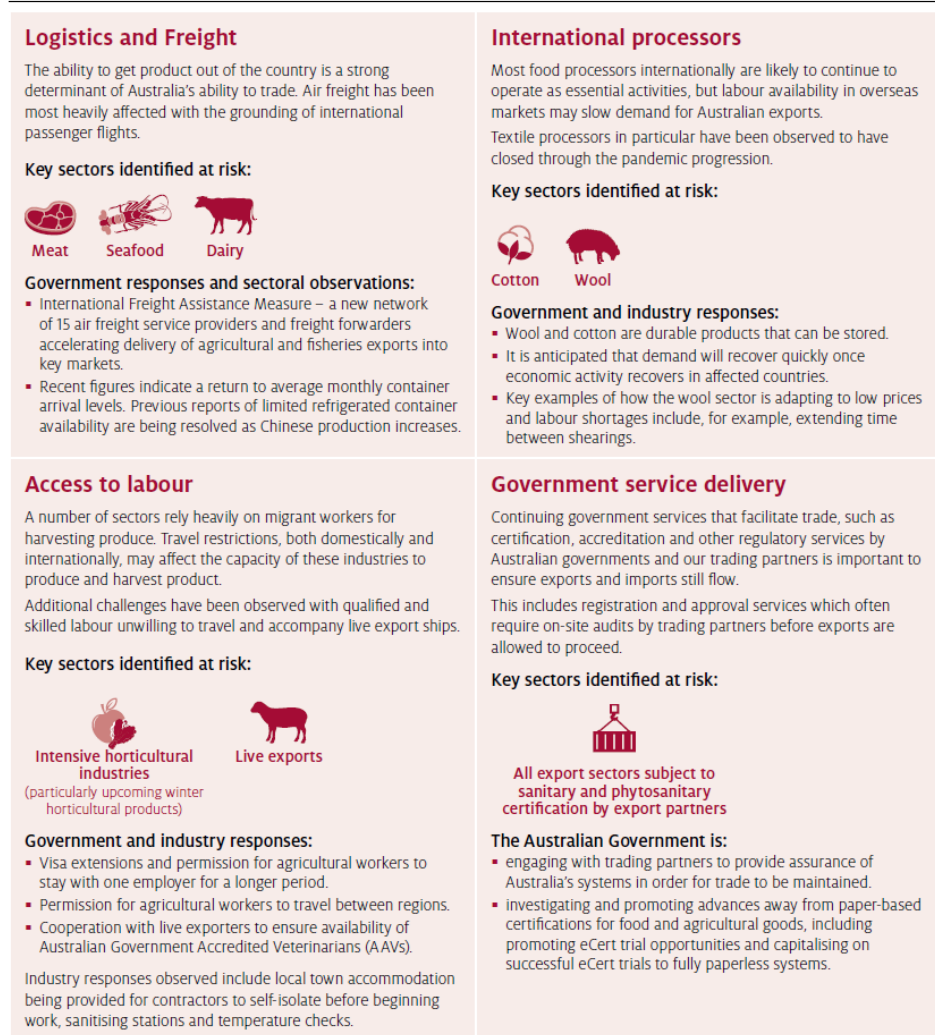 Logistics and Freight
The ability to get product out of the country is a strong
determinant of Australia's ability to trade. Air freight has been
most heavily affected with the grounding of international
passenger flights.
Key sectors identified at risk:
Meat
Seafood
Dairy
Government responses and sectoral observations:
▪ International Freight Assistance Measure – a new network
of 15 air freight service providers and freight forwarders
accelerating delivery of agricultural and fisheries exports into
key markets.
▪ Recent figures indicate a return to average monthly container
arrival levels. Previous reports of limited refrigerated container
availability are being resolved as Chinese production increases.
International processors
Most food processors internationally are likely to continue to
operate as essential activities, but labour availability in overseas
markets may slow demand for Australian exports.
Textile processors in particular have been observed to have
closed through the pandemic progression.
Key sectors identified at risk:
Cotton
Wool
Government and industry responses:
▪ Wool and cotton are durable products that can be stored.
▪ It is anticipated that demand will recover quickly once
economic activity recovers in affected countries.
▪ Key examples of how the wool sector is adapting to low prices
and labour shortages include, for example, extending time
between shearings.
Access to labour
A number of sectors rely heavily on migrant workers for
harvesting produce. Travel restrictions, both domestically and
internationally, may affect the capacity of these industries to
produce and harvest product.
Additional challenges have been observed with qualified and
skilled labour unwilling to travel and accompany live export ships.
Key sectors identified at risk:
Intensive horticultural
industries
(particularly upcoming winter
horticultural products)
Live exports
Government and industry responses:
▪ Visa extensions and permission for agricultural workers to
stay with one employer for a longer period.
▪ Permission for agricultural workers to travel between regions.
▪ Cooperation with live exporters to ensure availability of
Australian Government Accredited Veterinarians (AAVs).
Industry responses observed include local town accommodation
being provided for contractors to self-isolate before beginning
work, sanitising stations and temperature checks.
Government service delivery
Continuing government services that facilitate trade, such as
certification, accreditation and other regulatory services by
Australian governments and our trading partners is important to
ensure exports and imports still flow.
This includes registration and approval services which often
require on-site audits by trading partners before exports are
allowed to proceed.
Key sectors identified at risk:
All export sectors subject to
sanitary and phytosanitary
certification by export partners
The Australian Government is:
▪ engaging with trading partners to provide assurance of
Australia's systems in order for trade to be maintained.
▪ investigating and promoting advances away from paper-based
certifications for food and agricultural goods, including
promoting eCert trial opportunities and capitalising on
successful eCert trials to fully paperless systems.